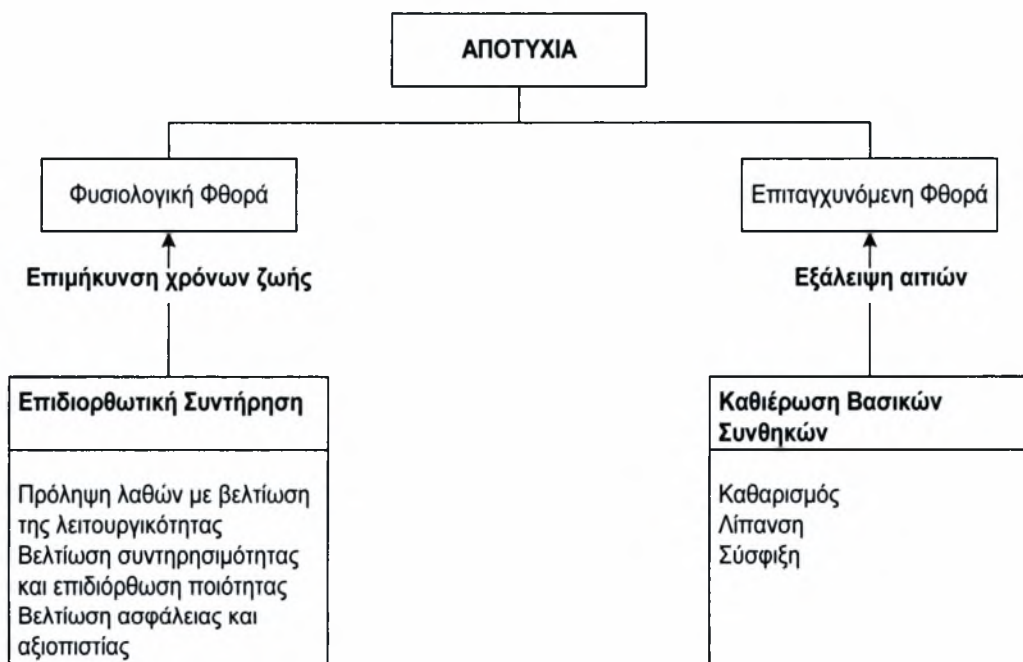 ΑΠΟΤΥΧΙΑ
Φυσιολογική Φθορά
Επιταγχυνόμενη Φθορά
Επιμήκυνση χρόνων ζωής
Εξάλειψη αιτιών
Επιδιορθωτική Συντήρηση
Πρόληψη λαθών με βελτίωση
της λειτουργικότητας
Βελτίωση συντηρησιμότητας
και επιδιόρθωση ποιότητας
Βελτίωση ασφάλειας και
αξιοπιστίας
Καθιέρωση Βασικών
Συνθηκών
Καθαρισμός
Λίπανση
Σύσφιξη